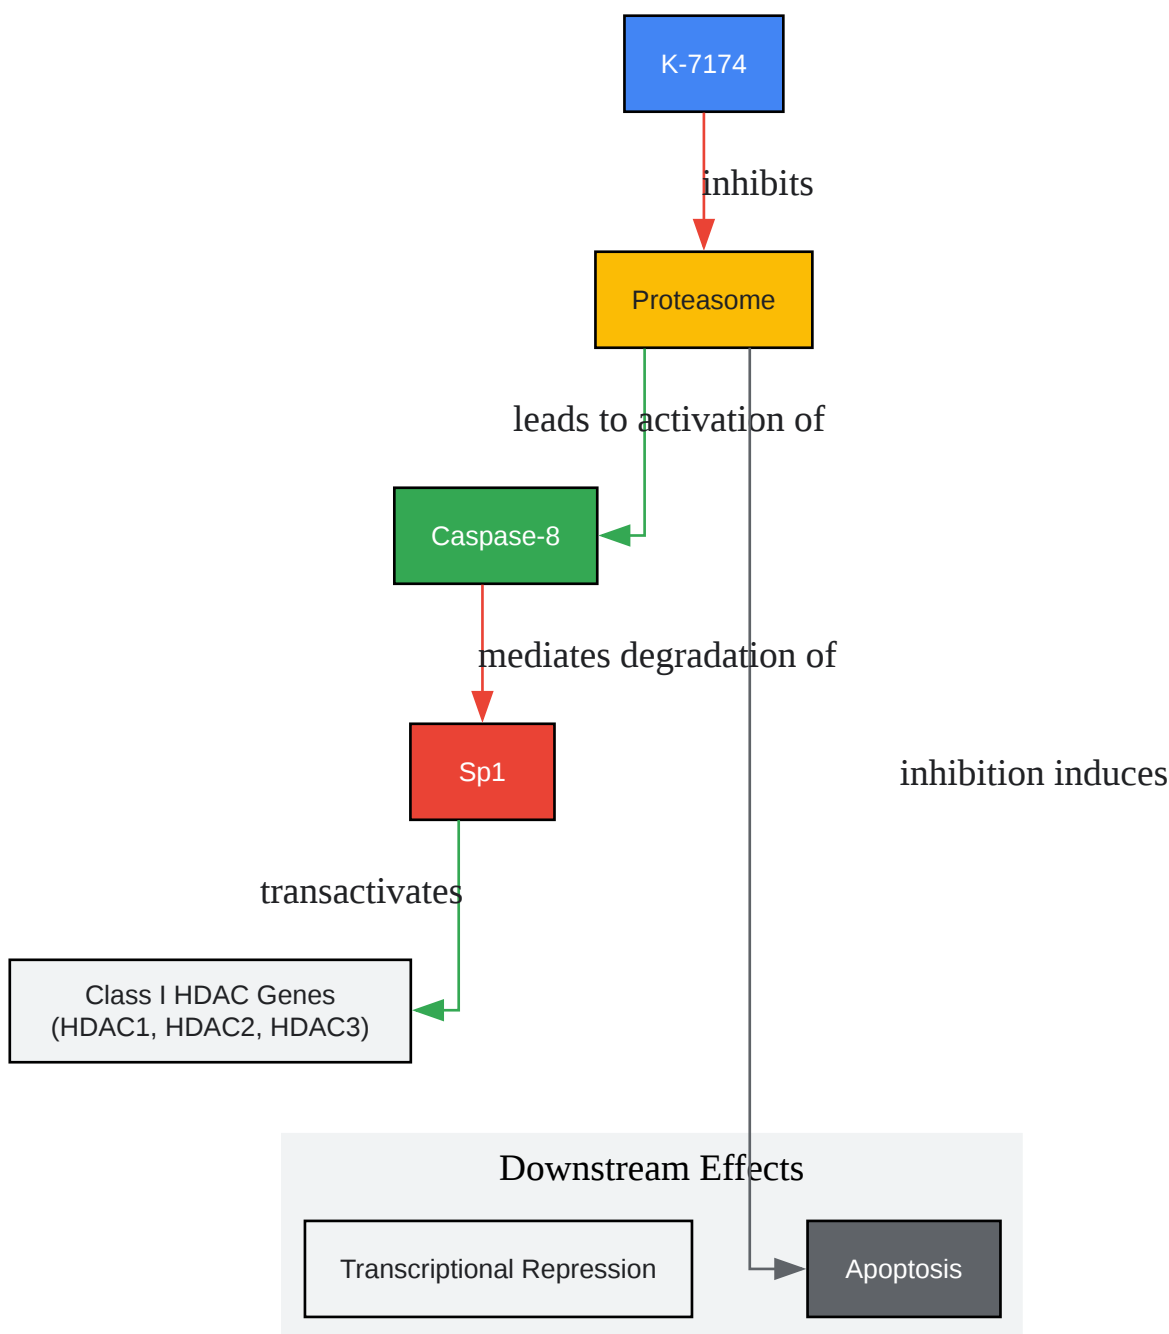 K-7174
inhibits
Proteasome
leads to activation of
Caspase-8
mediates degradation of
Sp1
inhibition induces
transactivates
Class I HDAC Genes
(HDAC1, HDAC2, HDAC3)
Downstream Effects
Transcriptional Repression
Apoptosis